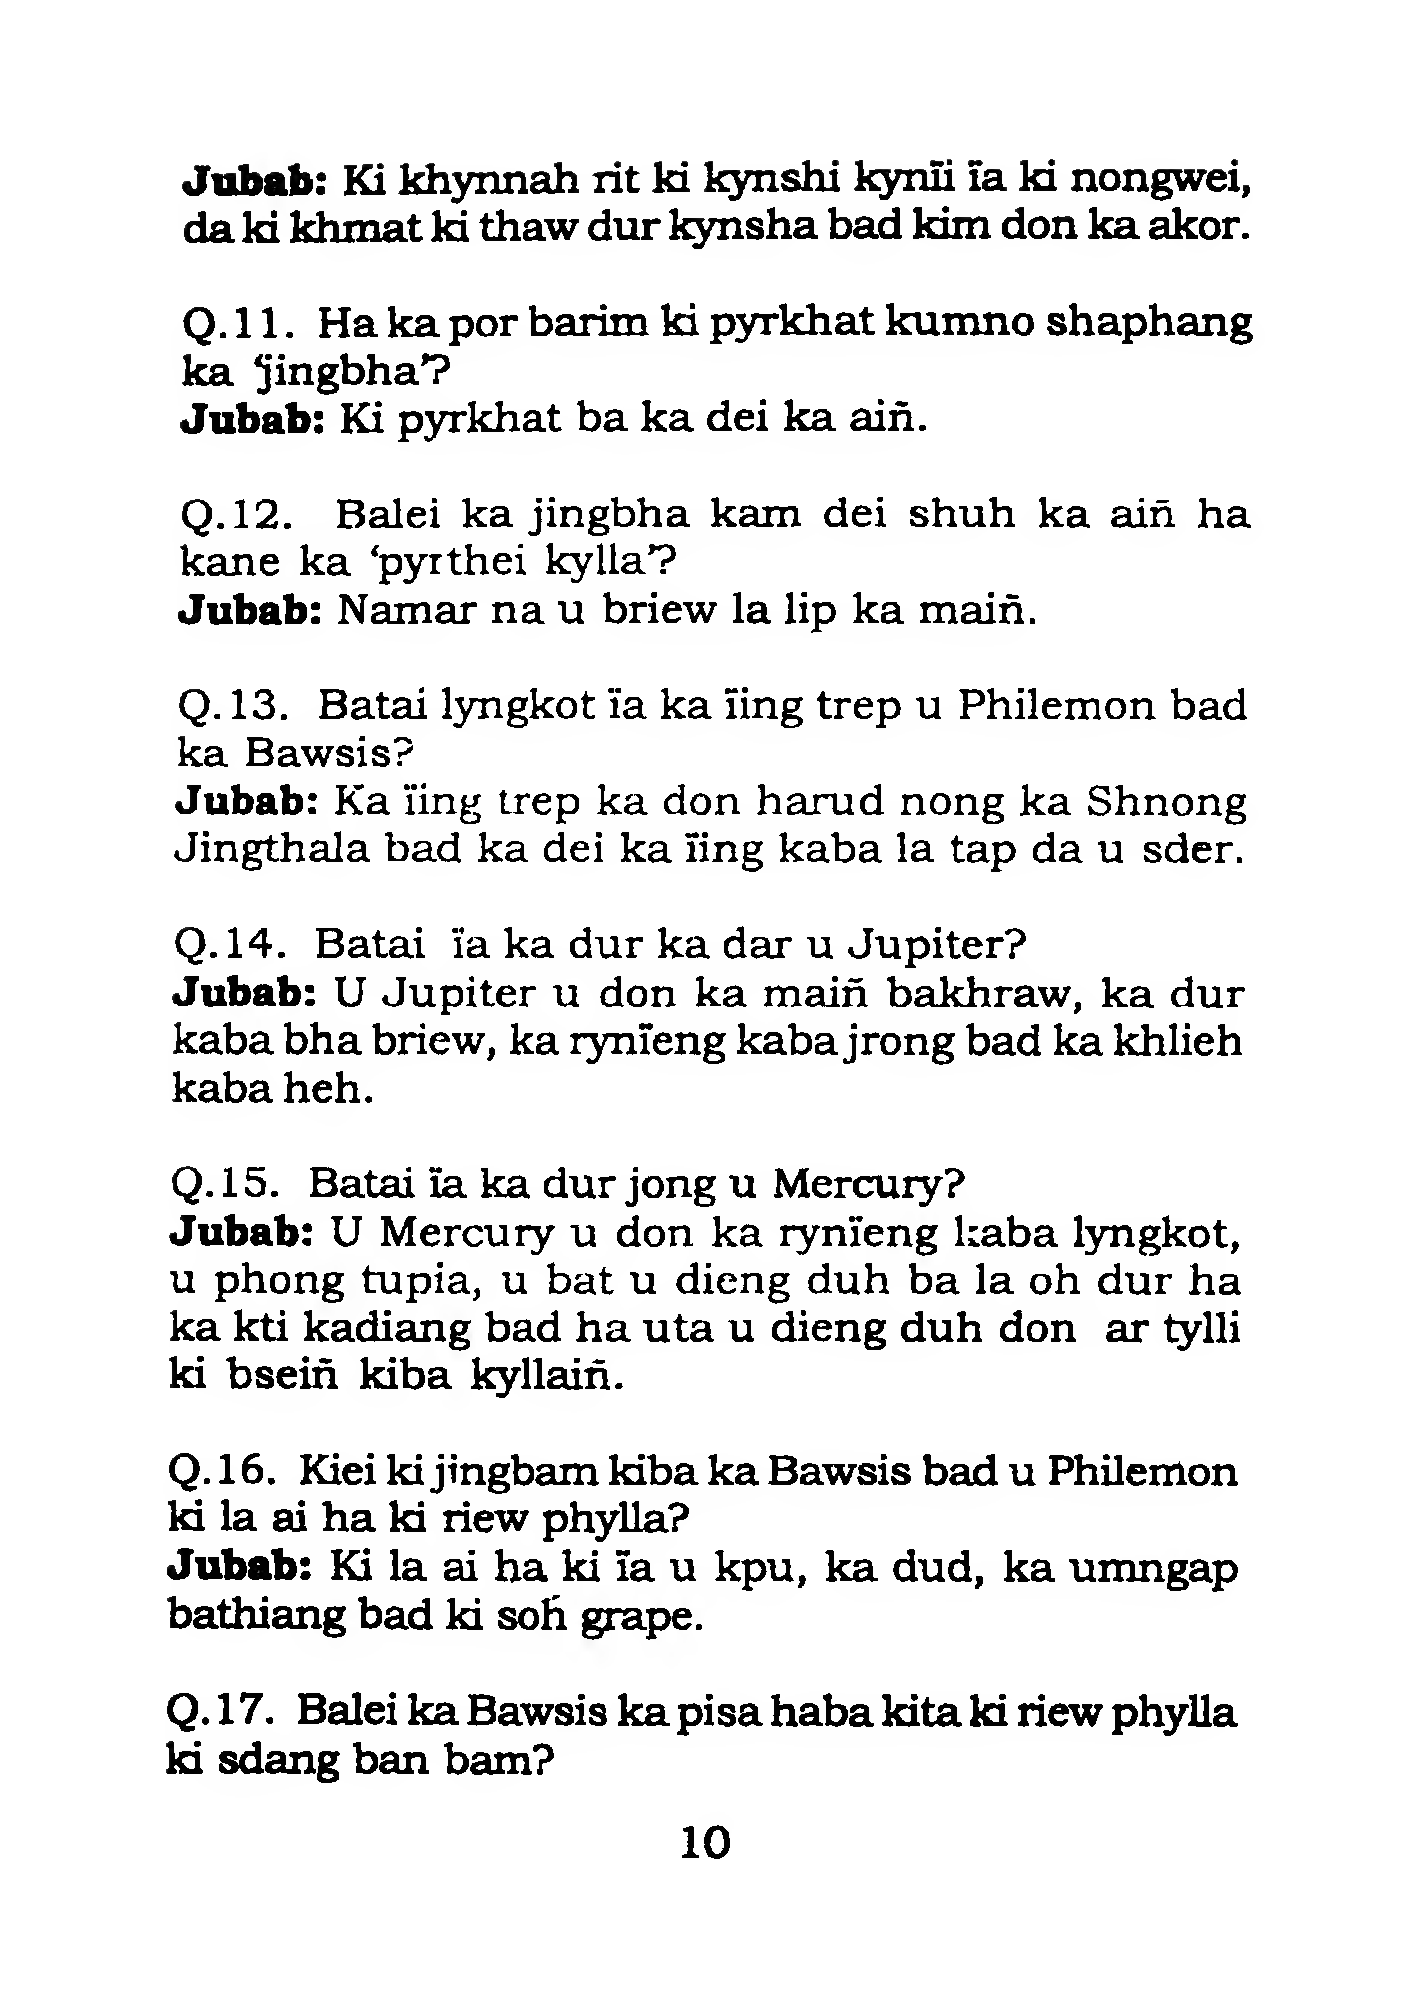 Jubab: Ki khynnah rit ki kynshi kynïi ïa ki nongwei,
da ki khmat ki thaw dur kynsha bad kim don ka akor.
Q.11. Ha ka por barim ki pyrkhat kumno shaphang
ka ‘jingbha’?
Jubab: Ki pyrkhat ba ka dei ka aiñ.
Q.12. Balei ka jingbha kam dei shuh ka aiñ ha
kane ka ‘pyrthei kylla’?
Jubab: Namar na u briew la lip ka maiñ.
Q.13. Batai lyngkot ïa ka ïing trep u Philemon bad
ka Bawsis?
Jubab: Ka ïing trep ka don harud nong ka Shnong
Jingthala bad ka dei ka ïing kaba la tap da u sder.
Q.14. Batai ïa ka dur ka dar u Jupiter?
Jubab: U Jupiter u don ka maiñ bakhraw, ka dur
kaba bha briew, ka rynïeng kaba jrong bad ka khlieh
kaba heh.
Q.15. Batai ïa ka dur jong u Mercury?
Jubab: U Mercury u don ka rynïeng kaba lyngkot,
u phong tupia, u bat u dieng duh ba la oh dur ha
ka kti kadiang bad ha uta u dieng duh don ar tylli
ki bseiñ kiba kyllaiñ.
Q.16. Kiei ki jingbam kiba ka Bawsis bad u Philemon
ki la ai ha ki riew phylla?
Jubab: Ki la ai ha ki ïa u kpu, ka dud, ka umngap
bathiang bad ki soh grape.
Q.17. Balei ka Bawsis ka pisa haba kita ki riew phylla
ki sdang ban bam?
10